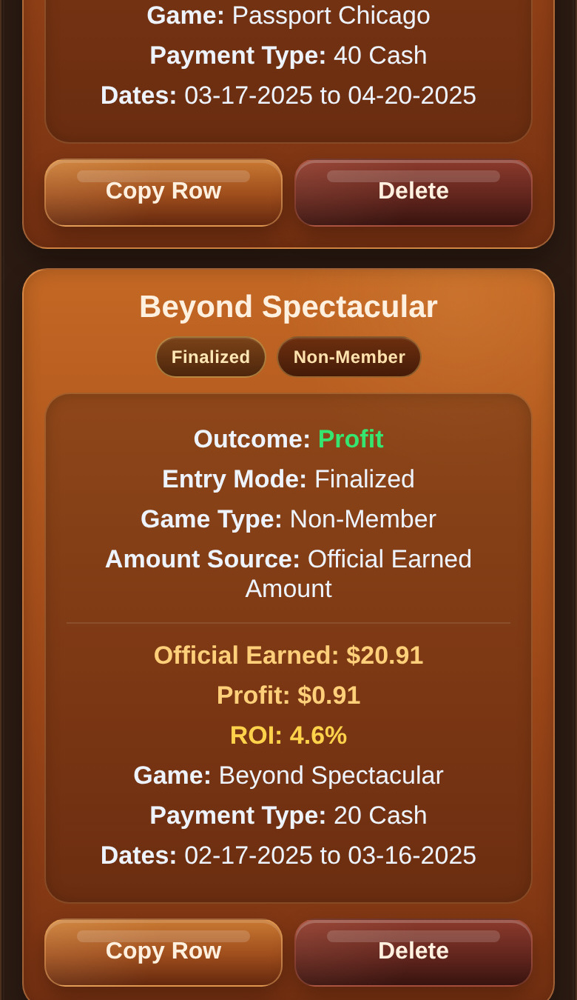 Game: Passport Chicago
Payment Type: 40 Cash
Dates: 03-17-2025 to 04-20-2025
Copy Row
Delete
Beyond Spectacular
Finalized
Non-Member
Outcome: Profit
Entry Mode: Finalized
Game Type: Non-Member
Amount Source: Official Earned
Amount
Official Earned: $20.91
Profit: $0.91
ROI: 4.6%
Game: Beyond Spectacular
Payment Type: 20 Cash
Dates: 02-17-2025 to 03-16-2025
Copy Row
Delete